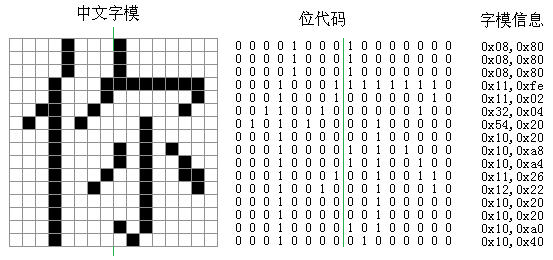 中文字模 位代码 字模信息
0 0 0 0 1 0 0 0 1 0 0 0 0 0 0 0 0x08,0x80
0 0 0 0 1 0 0 0 1 0 0 0 0 0 0 0 0x08,0x80
0 0 0 0 1 0 0 0 1 0 0 0 0 0 0 0 0x08,0x80
0 0 0 1 0 0 0 1 1 1 1 1 1 1 1 0 0x11,0xfe
0 0 0 1 0 0 0 1 0 0 0 0 0 0 1 0 0x11,0x02
0 0 1 1 0 0 1 0 0 0 0 0 0 1 0 0 0x32,0x04
0 1 0 1 0 1 0 0 0 0 1 0 0 0 0 0 0x54,0x20
0 0 0 1 0 0 0 0 0 0 1 0 0 0 0 0 0x10,0x20
0 0 0 1 0 0 0 0 1 0 1 0 1 0 0 0 0x10,0xa8
0 0 0 1 0 0 0 0 1 0 1 0 0 1 0 0 0x10,0xa4
0 0 0 1 0 0 0 1 0 0 1 0 0 1 1 0 0x11,0x26
0 0 0 1 0 0 1 0 0 0 1 0 0 0 1 0 0x12,0x22
0 0 0 1 0 0 0 0 0 0 1 0 0 0 0 0 0x10,0x20
0 0 0 1 0 0 0 0 0 0 1 0 0 0 0 0 0x10,0x20
0 0 0 1 0 0 0 0 1 0 1 0 0 0 0 0 0x10,0xa0
0 0 0 1 0 0 0 0 0 1 0 0 0 0 0 0 0x10,0x40